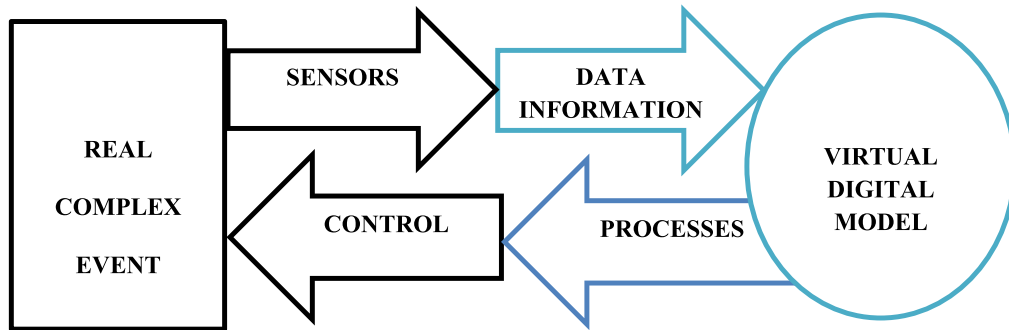 REAL
COMPLEX
EVENT
SENSORS
DATA
INFORMATION
VIRTUAL
DIGITAL
MODEL
PROCESSES
CONTROL